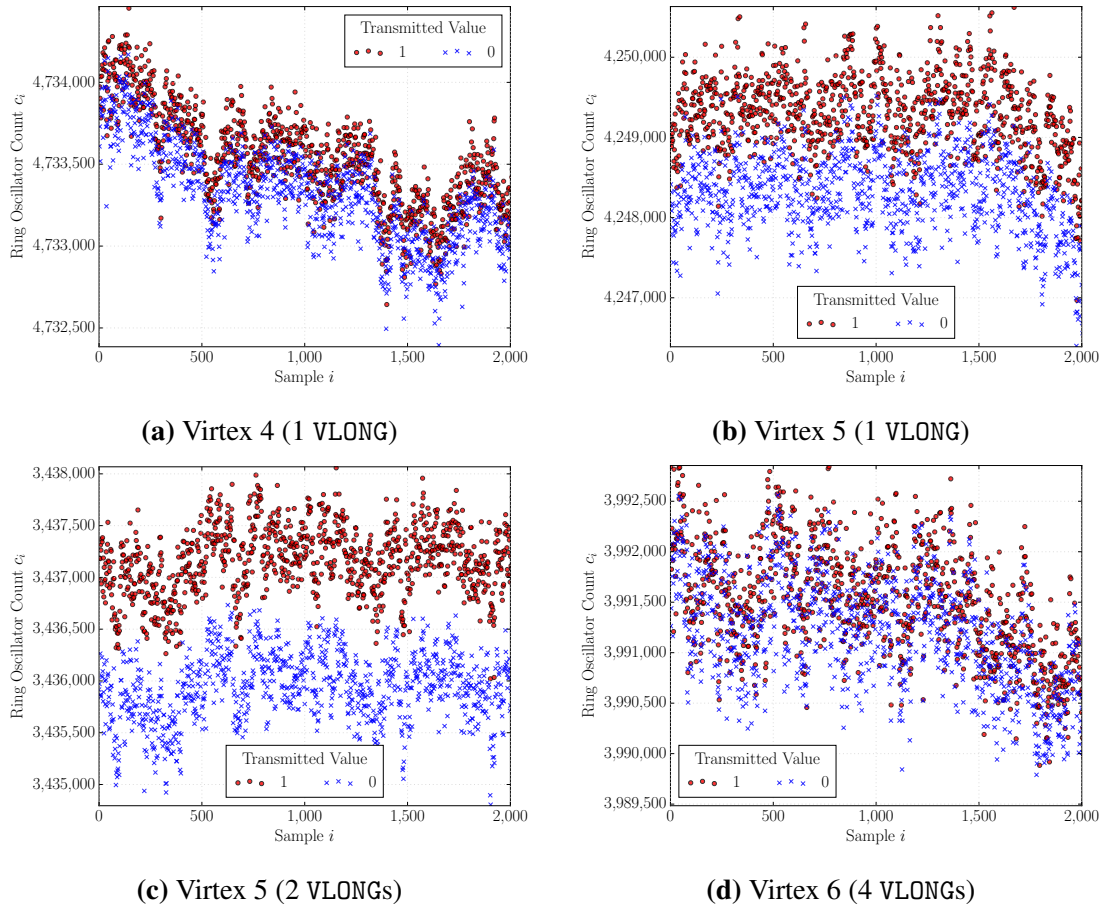 Transmitted Value
1 0
Ring Oscillator Count c_i
4,734,000
4,733,500
4,733,000
4,732,500
0 500 1,000 1,500 2,000
Sample i
(a) Virtex 4 (1 VLONG)
Ring Oscillator Count c_i
4,250,000
4,249,000
4,248,000
4,247,000
Transmitted Value
1 0
0 500 1,000 1,500 2,000
Sample i
(b) Virtex 5 (1 VLONG)
Ring Oscillator Count c_i
3,438,000
3,437,500
3,437,000
3,436,500
3,436,000
3,435,500
3,435,000
Transmitted Value
1 0
0 500 1,000 1,500 2,000
Sample i
(c) Virtex 5 (2 VLONGs)
Ring Oscillator Count c_i
3,992,500
3,992,000
3,991,500
3,991,000
3,990,500
3,990,000
3,989,500
Transmitted Value
1 0
0 500 1,000 1,500 2,000
Sample i
(d) Virtex 6 (4 VLONGs)